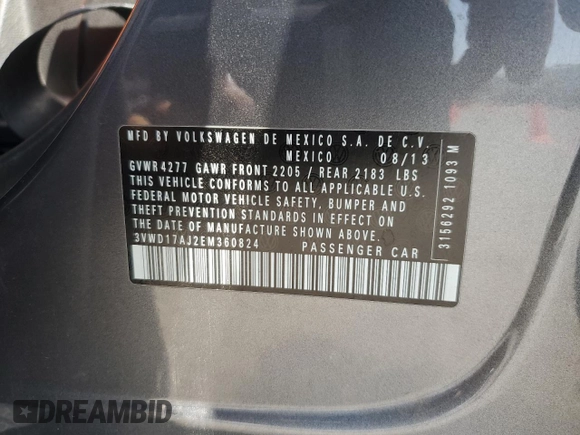 MFD BY VOLKSWAGEN DE MEXICO S.A. DE C.V.
MEXICO 08/13
GVWR 4277 GAWR FRONT 2205 / REAR 2183 LBS
THIS VEHICLE CONFORMS TO ALL APPLICABLE U.S.
FEDERAL MOTOR VEHICLE SAFETY, BUMPER AND
THEFT PREVENTION STANDARDS IN EFFECT ON
THE DATE OF MANUFACTURE SHOWN ABOVE.
3VWD17AJ2EM360824 PASSENGER CAR
3156292 1093 M
DREAMBID